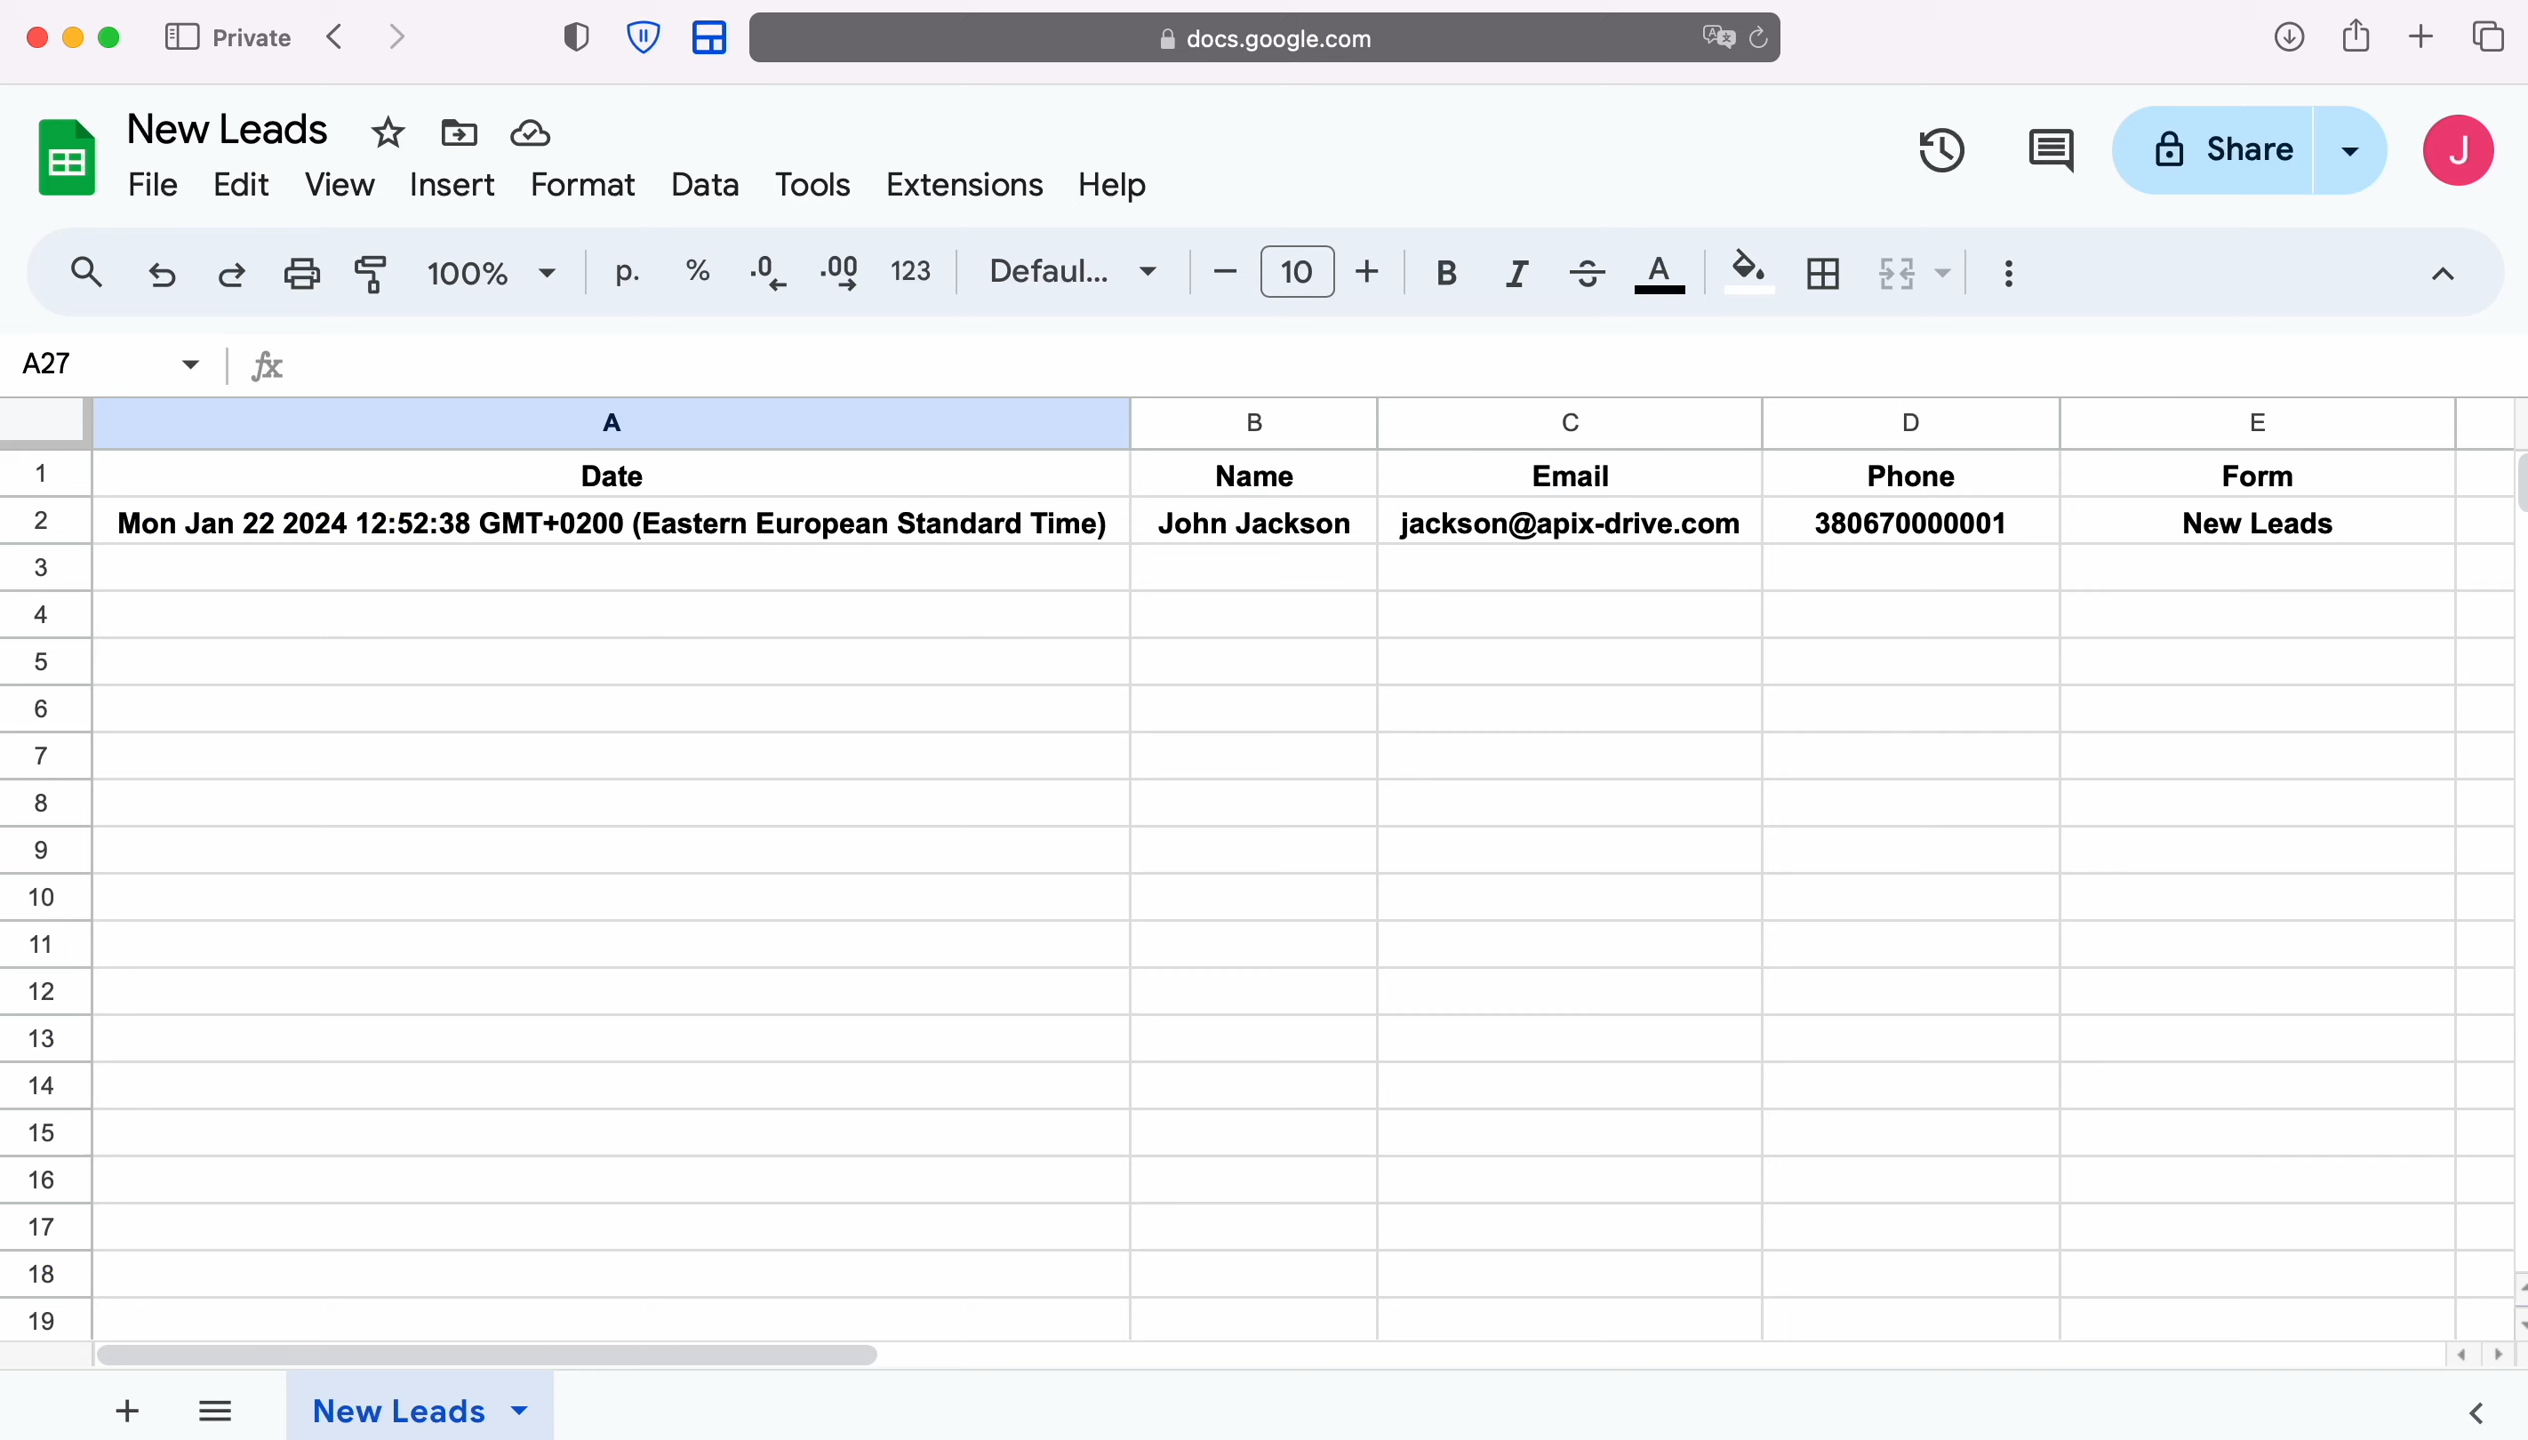 Private docs.google.com
New Leads
File Edit View Insert Format Data Tools Extensions Help
Share J
100% p. % .0 .00 123 Defaul... 10 B I S A
A27 fx
A B C D E
1 Date Name Email Phone Form
2 Mon Jan 22 2024 12:52:38 GMT+0200 (Eastern European Standard Time) John Jackson jackson@apix-drive.com 380670000001 New Leads
3
4
5
6
7
8
9
10
11
12
13
14
15
16
17
18
19
New Leads